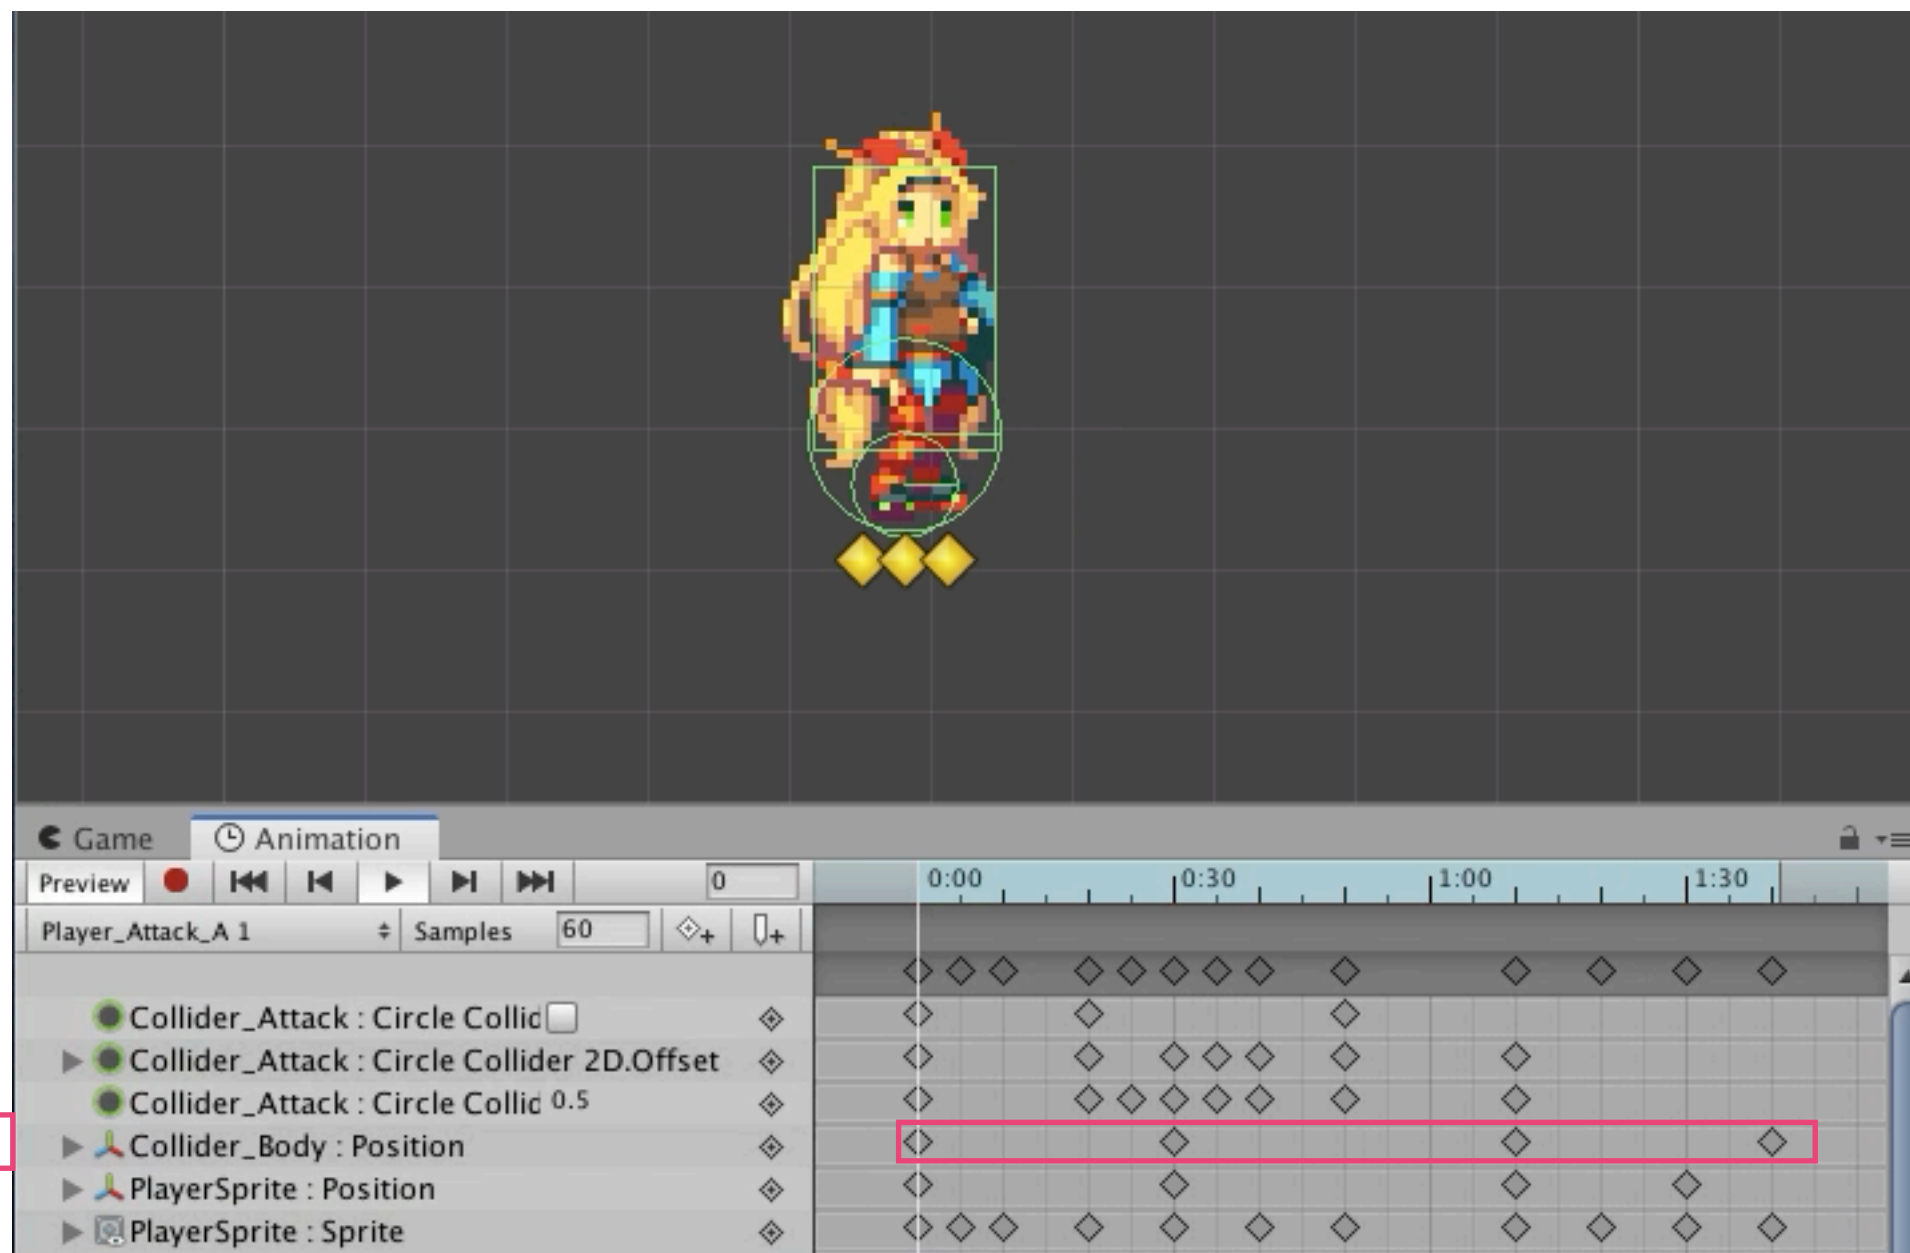 Game Animation
Preview 0 0:00 0:30 1:00 1:30
Player_Attack_A 1 Samples 60
Collider_Attack : Circle Collid
Collider_Attack : Circle Collider 2D.Offset
Collider_Attack : Circle Collid 0.5
Collider_Body : Position
PlayerSprite : Position
PlayerSprite : Sprite